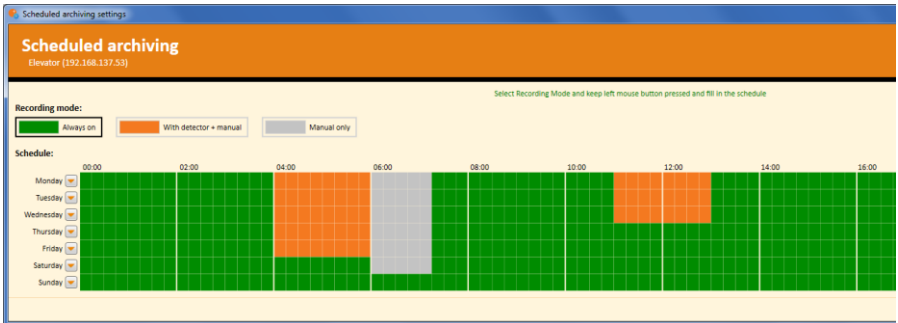 Scheduled archiving settings
Scheduled archiving
Elevator (192.168.137.53)
Select Recording Mode and keep left mouse button pressed and fill in the schedule
Recording mode:
Always on With detector + manual Manual only
Schedule:
00:00 02:00 04:00 06:00 08:00 10:00 12:00 14:00 16:00
Monday
Tuesday
Wednesday
Thursday
Friday
Saturday
Sunday